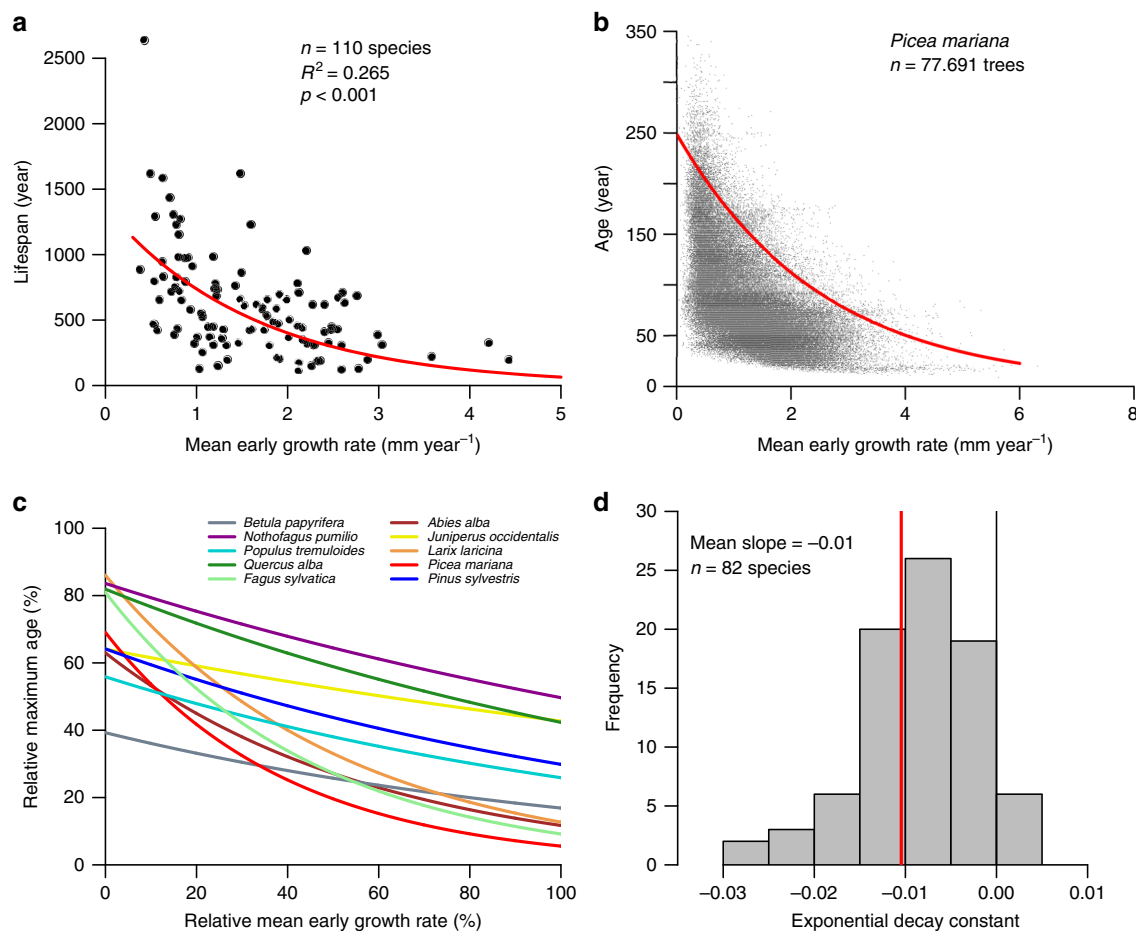 a
n = 110 species
R² = 0.265
p < 0.001
2500
2000
1500
1000
500
0
Lifespan (year)
0 1 2 3 4 5
Mean early growth rate (mm year⁻¹)
b
Picea mariana
n = 77.691 trees
350
250
150
50
0
Age (year)
0 2 4 6 8
Mean early growth rate (mm year⁻¹)
c
Betula papyrifera
Nothofagus pumilio
Populus tremuloides
Quercus alba
Fagus sylvatica
Abies alba
Juniperus occidentalis
Larix laricina
Picea mariana
Pinus sylvestris
100
80
60
40
20
0
Relative maximum age (%)
0 20 40 60 80 100
Relative mean early growth rate (%)
d
Mean slope = –0.01
n = 82 species
30
25
20
15
10
5
0
Frequency
–0.03 –0.02 –0.01 0.00 0.01
Exponential decay constant